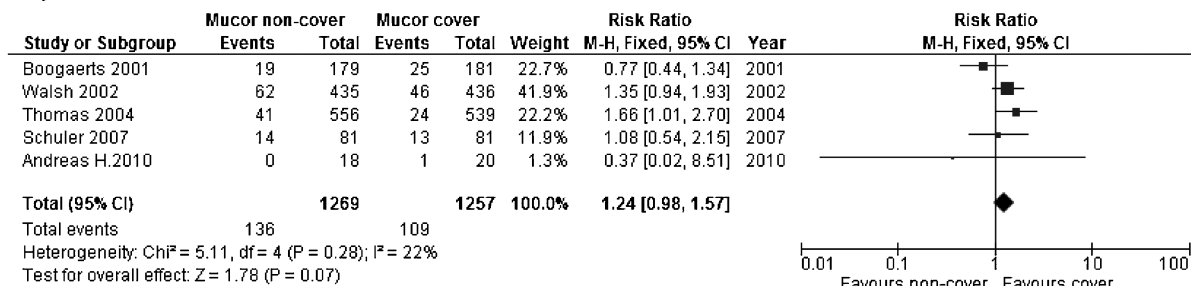 Mucor non-cover Mucor cover Risk Ratio Risk Ratio
Study or Subgroup Events Total Events Total Weight M-H, Fixed, 95% CI Year M-H, Fixed, 95% CI
Boogaerts 2001 19 179 25 181 22.7% 0.77 [0.44, 1.34] 2001
Walsh 2002 62 435 46 436 41.9% 1.35 [0.94, 1.93] 2002
Thomas 2004 41 556 24 539 22.2% 1.66 [1.01, 2.70] 2004
Schuler 2007 14 81 13 81 11.9% 1.08 [0.54, 2.15] 2007
Andreas H.2010 0 18 1 20 1.3% 0.37 [0.02, 8.51] 2010
Total (95% CI) 1269 1257 100.0% 1.24 [0.98, 1.57]
Total events 136 109
Heterogeneity: Chi² = 5.11, df = 4 (P = 0.28); I² = 22%
Test for overall effect: Z = 1.78 (P = 0.07)
0.01 0.1 1 10 100
Favours non-cover Favours cover